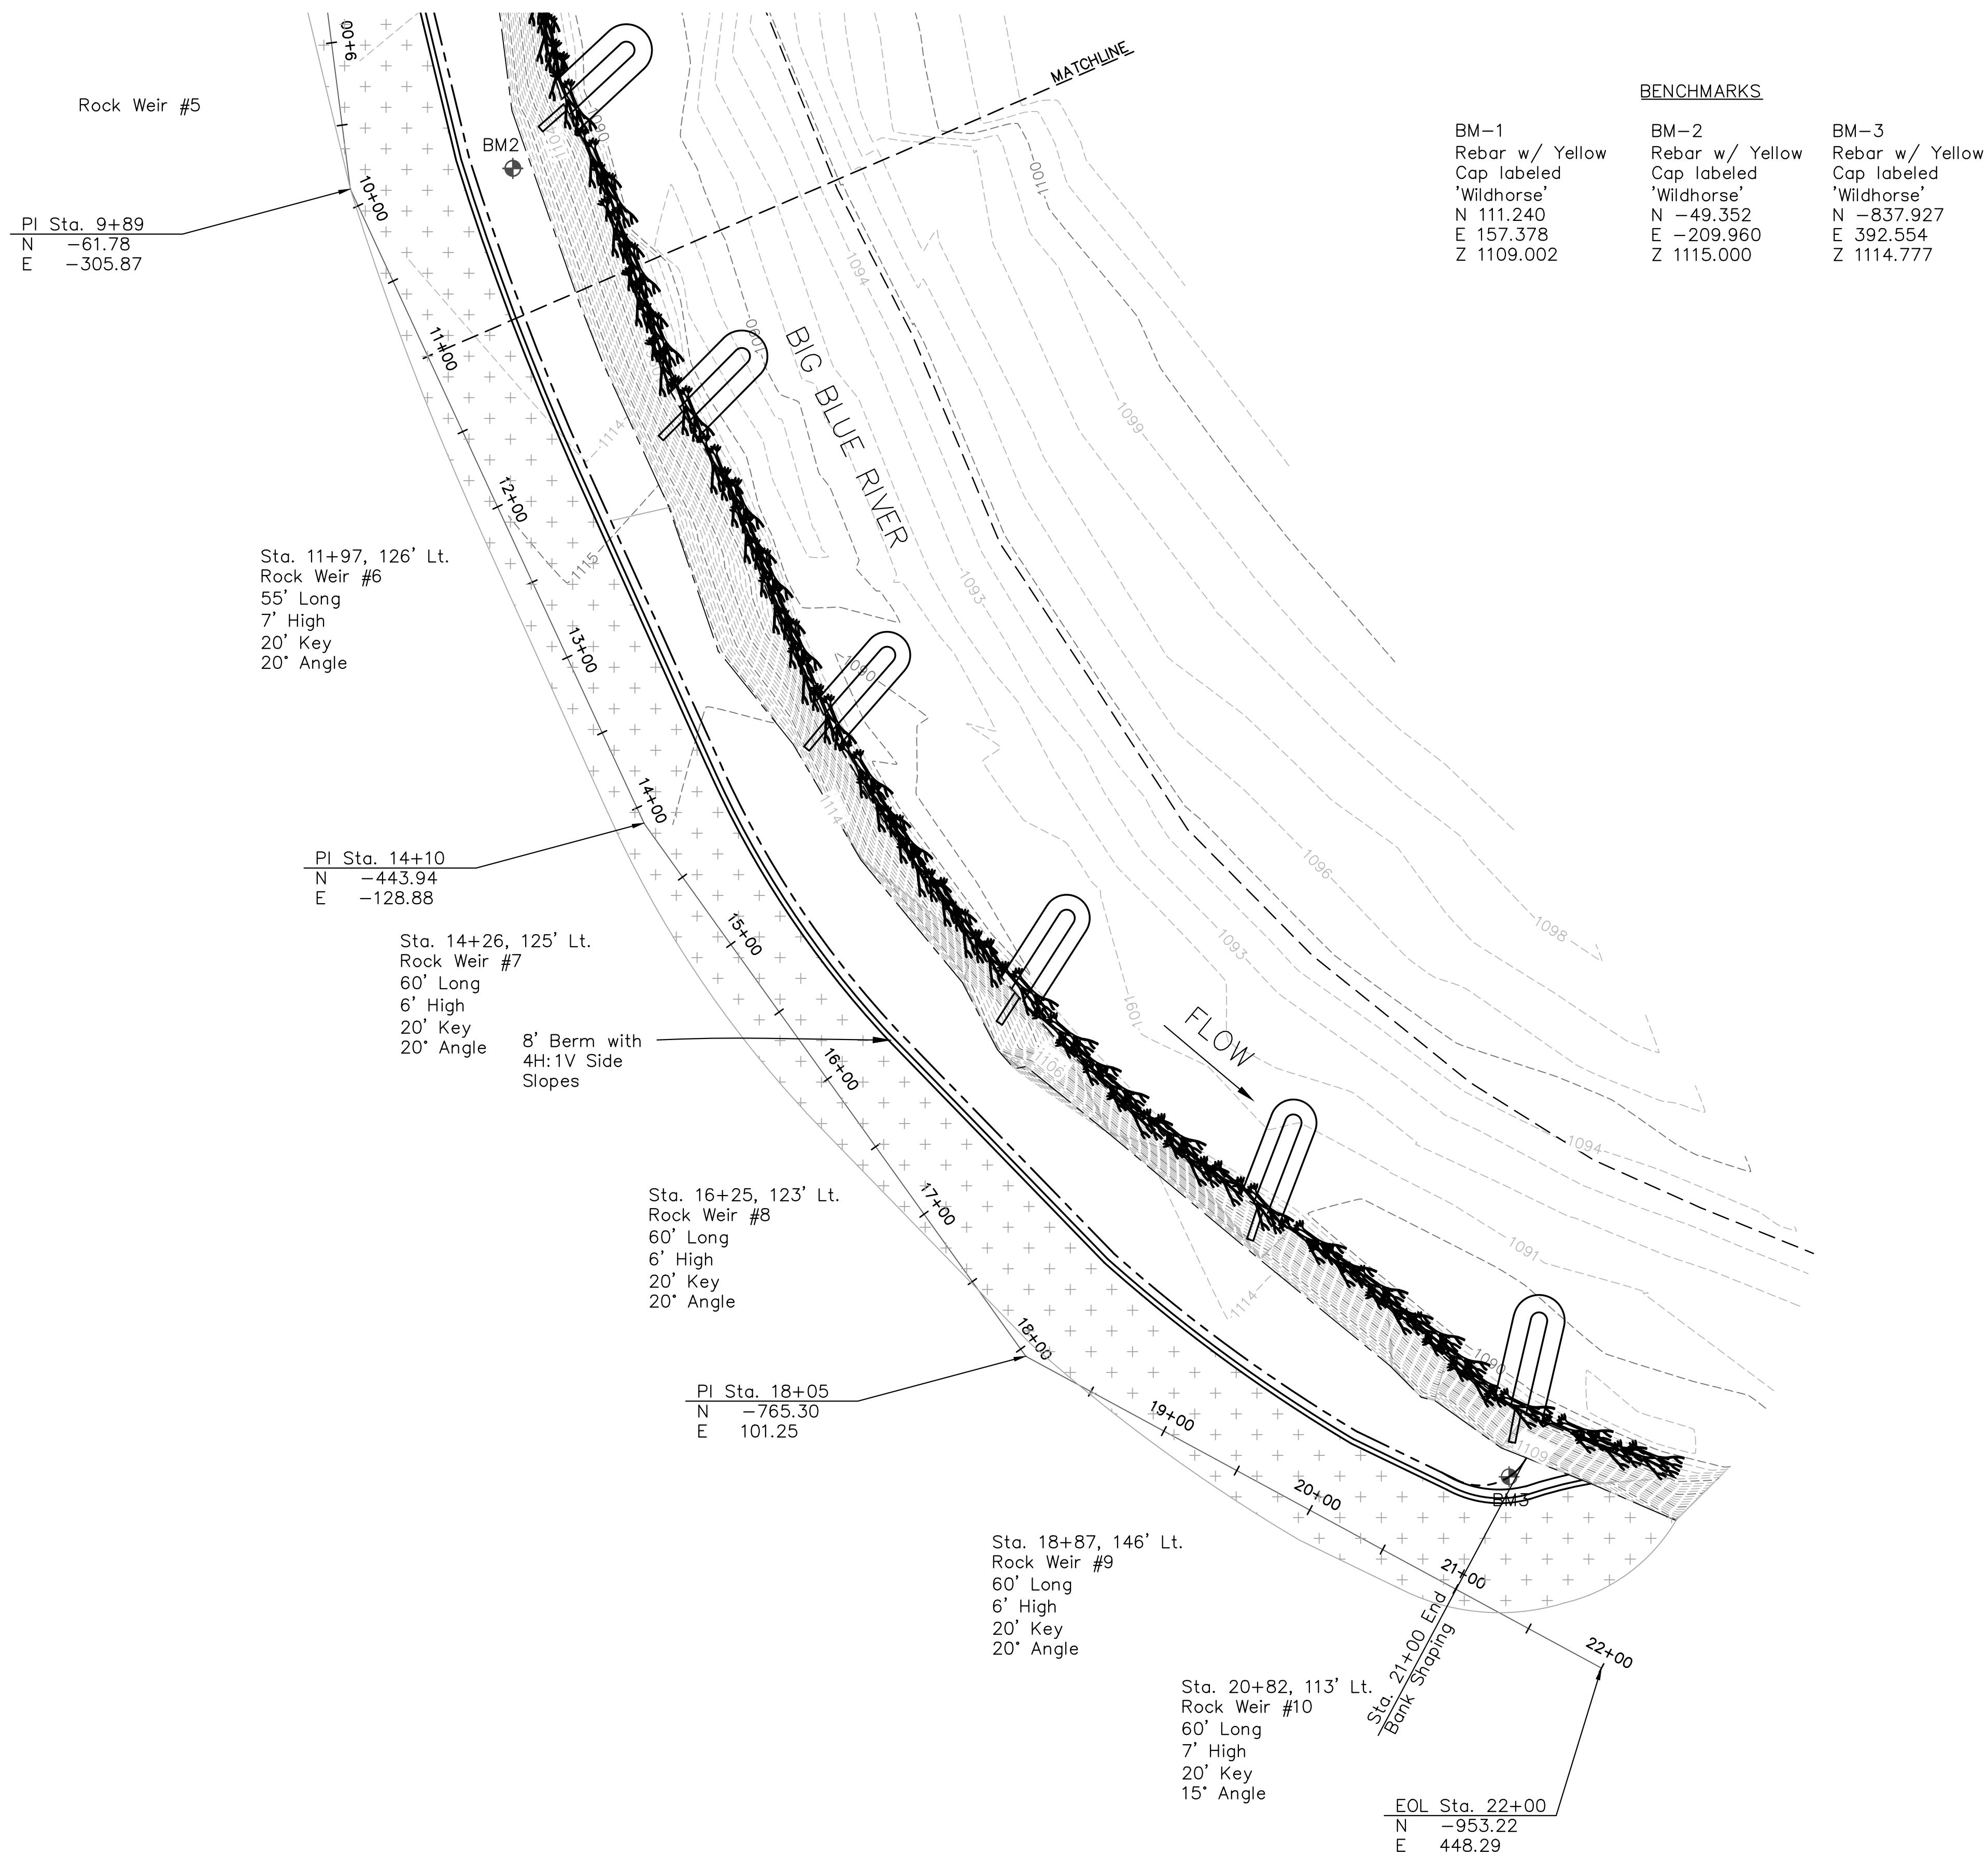 MATCHLINE
BENCHMARKS
BM-1
Rebar w/ Yellow
Cap labeled
'Wildhorse'
N 111.240
E 157.378
Z 1109.002
BM-2
Rebar w/ Yellow
Cap labeled
'Wildhorse'
N -49.352
E -209.960
Z 1115.000
BM-3
Rebar w/ Yellow
Cap labeled
'Wildhorse'
N -837.927
E 392.554
Z 1114.777
9+00
Rock Weir #5
BM2
1090
1100
10+00
PI Sta. 9+89
N -61.78
E -305.87
1094
11+00
1090
BIG BLUE RIVER
1099
1114
12+00
1115
Sta. 11+97, 126' Lt.
Rock Weir #6
55' Long
7' High
20' Key
20° Angle
1093
13+00
1090
14+00
1114
PI Sta. 14+10
N -443.94
E -128.88
1096
15+00
1098
1093
Sta. 14+26, 125' Lt.
Rock Weir #7
60' Long
6' High
20' Key
20° Angle
8' Berm with
4H:1V Side
Slopes
1091
FLOW
1106
16+00
1094
Sta. 16+25, 123' Lt.
Rock Weir #8
60' Long
6' High
20' Key
20° Angle
17+00
1091
1114
18+00
1090
PI Sta. 18+05
N -765.30
E 101.25
19+00
1109
BM3
20+00
Sta. 18+87, 146' Lt.
Rock Weir #9
60' Long
6' High
20' Key
20° Angle
21+00
Sta. 21+00 End
Bank Shaping
22+00
Sta. 20+82, 113' Lt.
Rock Weir #10
60' Long
7' High
20' Key
15° Angle
EOL Sta. 22+00
N -953.22
E 448.29